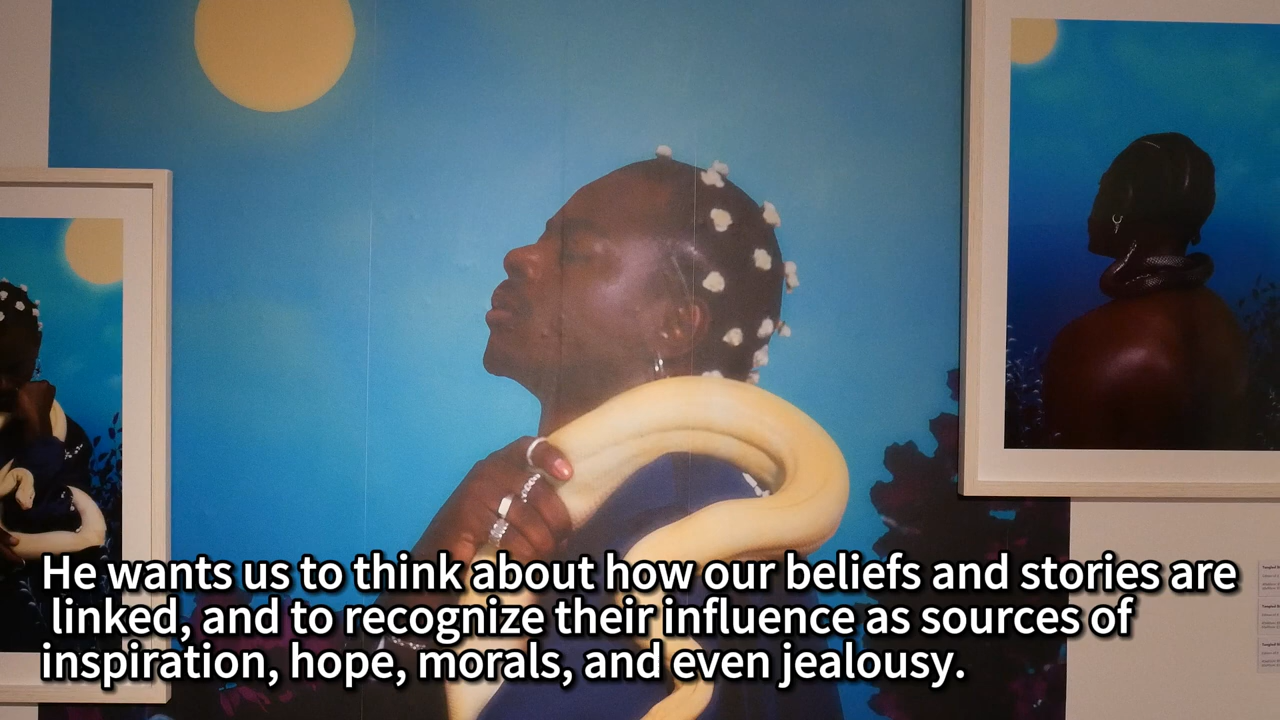 He wants us to think about how our beliefs and stories are
linked, and to recognize their influence as sources of
inspiration, hope, morals, and even jealousy.